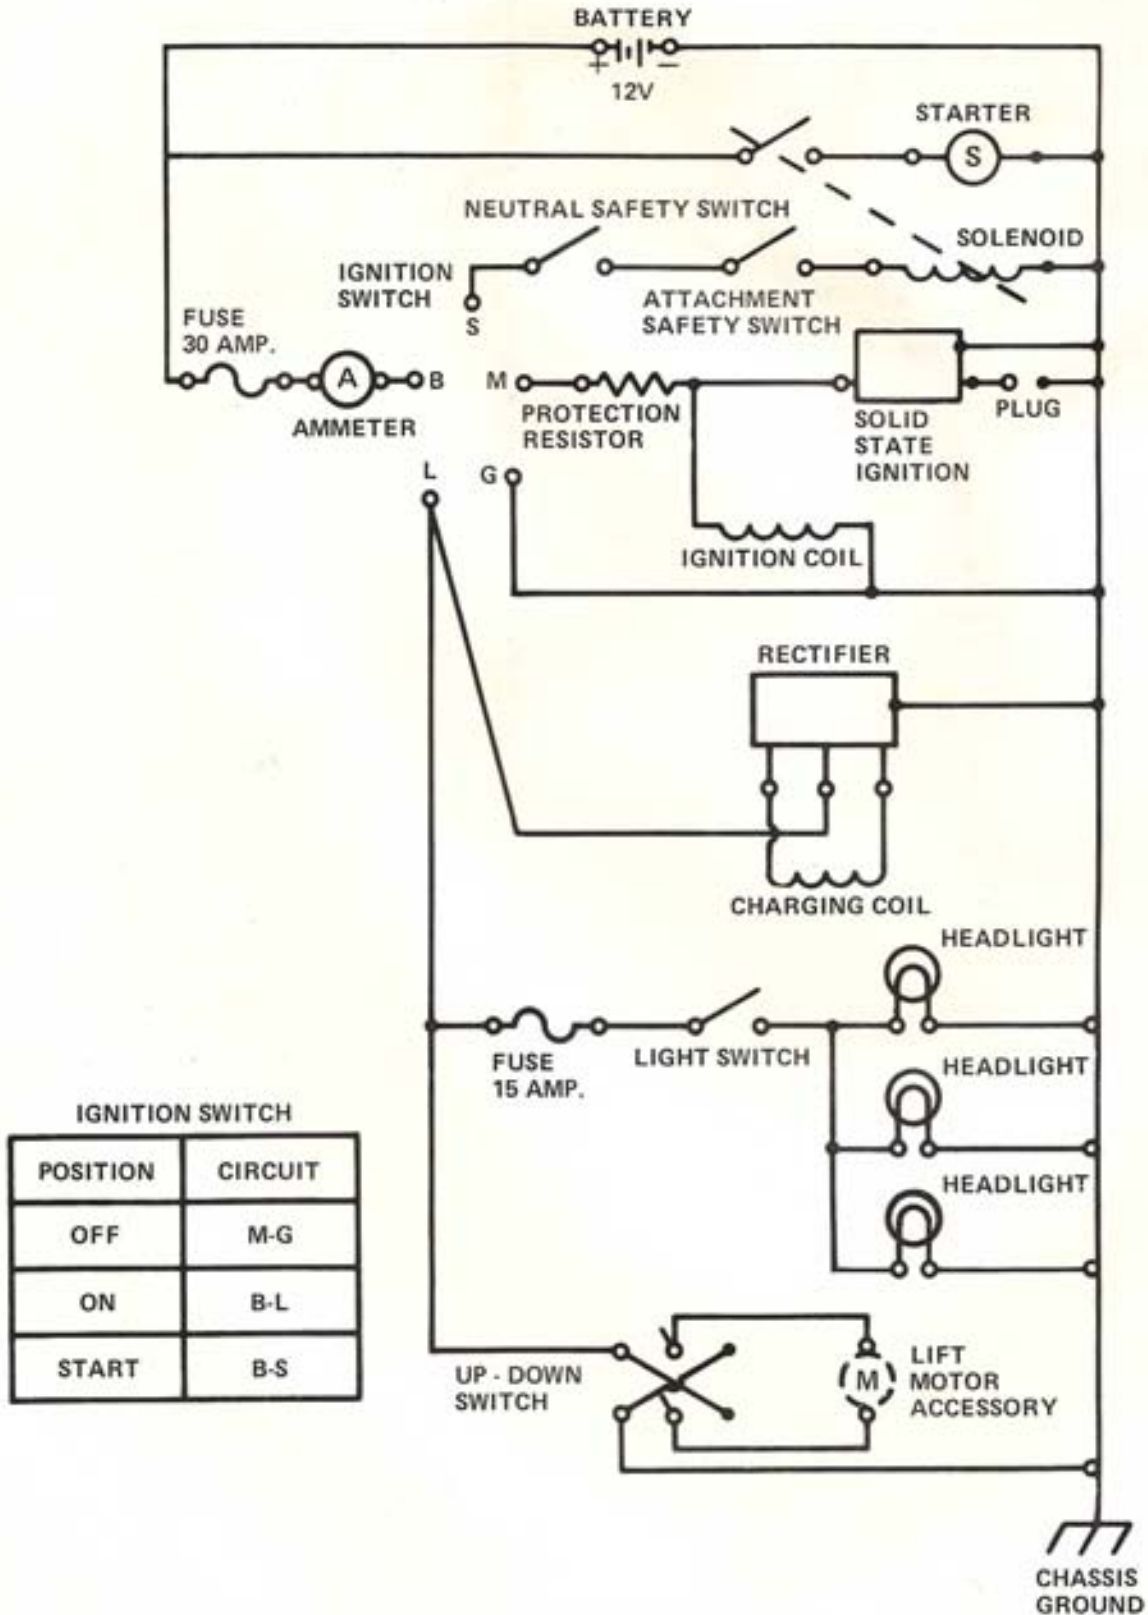 BATTERY
+ −
12V
STARTER
S
NEUTRAL SAFETY SWITCH
SOLENOID
IGNITION
SWITCH
S
ATTACHMENT
SAFETY SWITCH
FUSE
30 AMP.
A
B
AMMETER
M
PROTECTION
RESISTOR
SOLID
STATE
IGNITION
PLUG
L
G
IGNITION COIL
RECTIFIER
CHARGING COIL
HEADLIGHT
FUSE
15 AMP.
LIGHT SWITCH
HEADLIGHT
HEADLIGHT
IGNITION SWITCH
POSITION CIRCUIT
OFF M-G
ON B-L
START B-S
UP - DOWN
SWITCH
M
LIFT
MOTOR
ACCESSORY
CHASSIS
GROUND